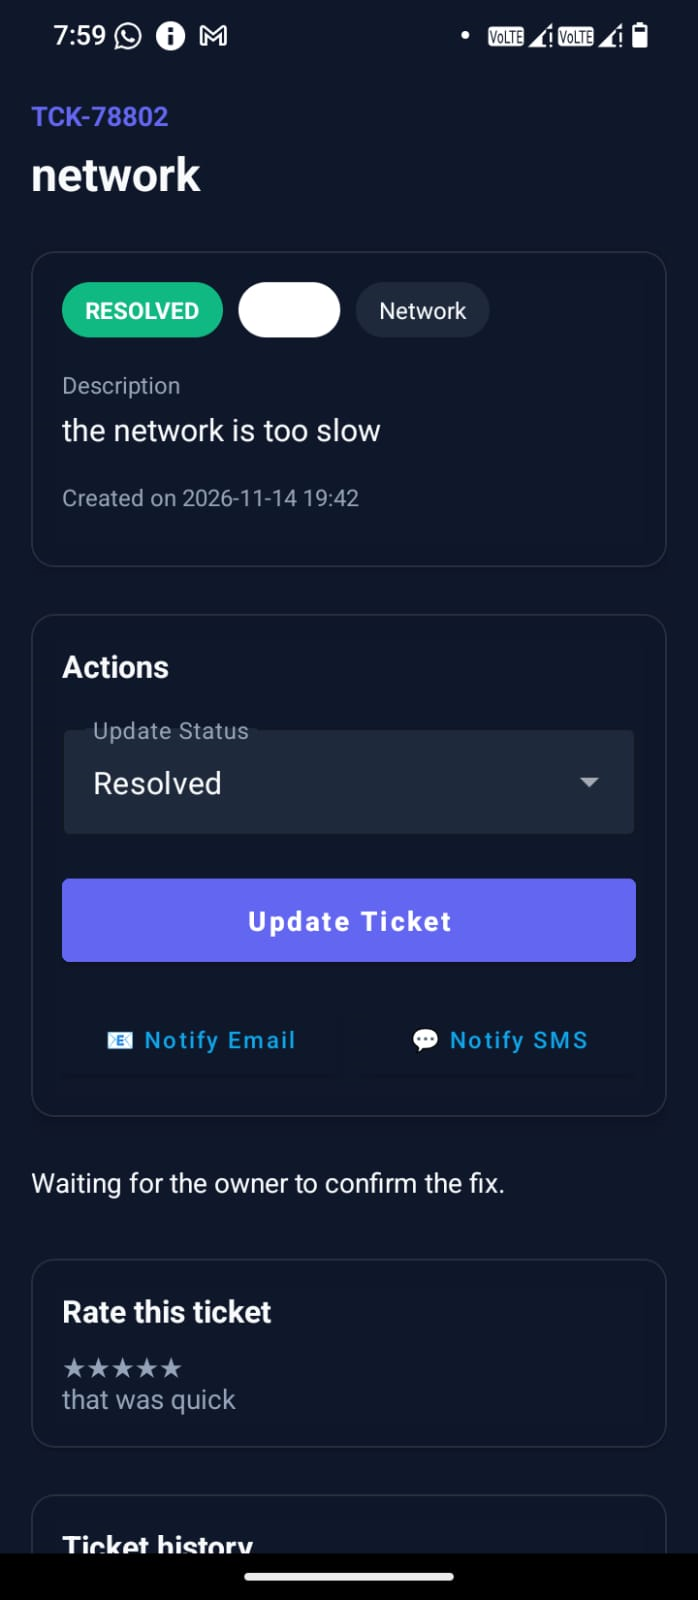 7:59
VoLTE VoLTE
TCK-78802
network
RESOLVED
Network
Description
the network is too slow
Created on 2026-11-14 19:42
Actions
Update Status
Resolved
Update Ticket
📧 Notify Email
💬 Notify SMS
Waiting for the owner to confirm the fix.
Rate this ticket
★★★★★
that was quick
Ticket history